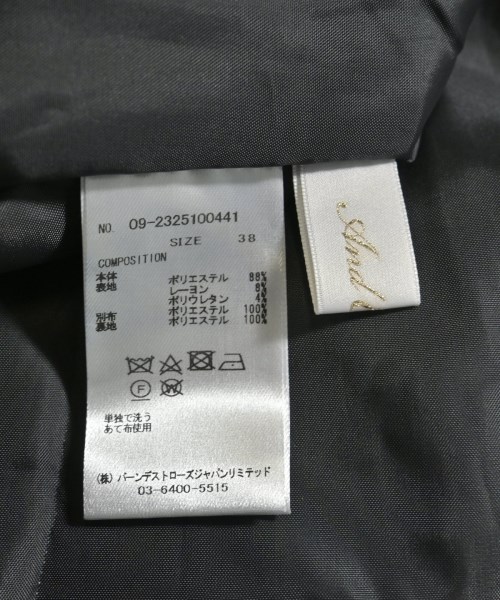 NO. 09-2325100441
SIZE 38
COMPOSITION
本体
表地 ポリエステル 88%
レーヨン 8%
ポリウレタン 4%
別布 ポリエステル 100%
裏地 ポリエステル 100%
F W
単独で洗う
あて布使用
(株) バーンデストローズジャパンリミテッド
03-6400-5515
And